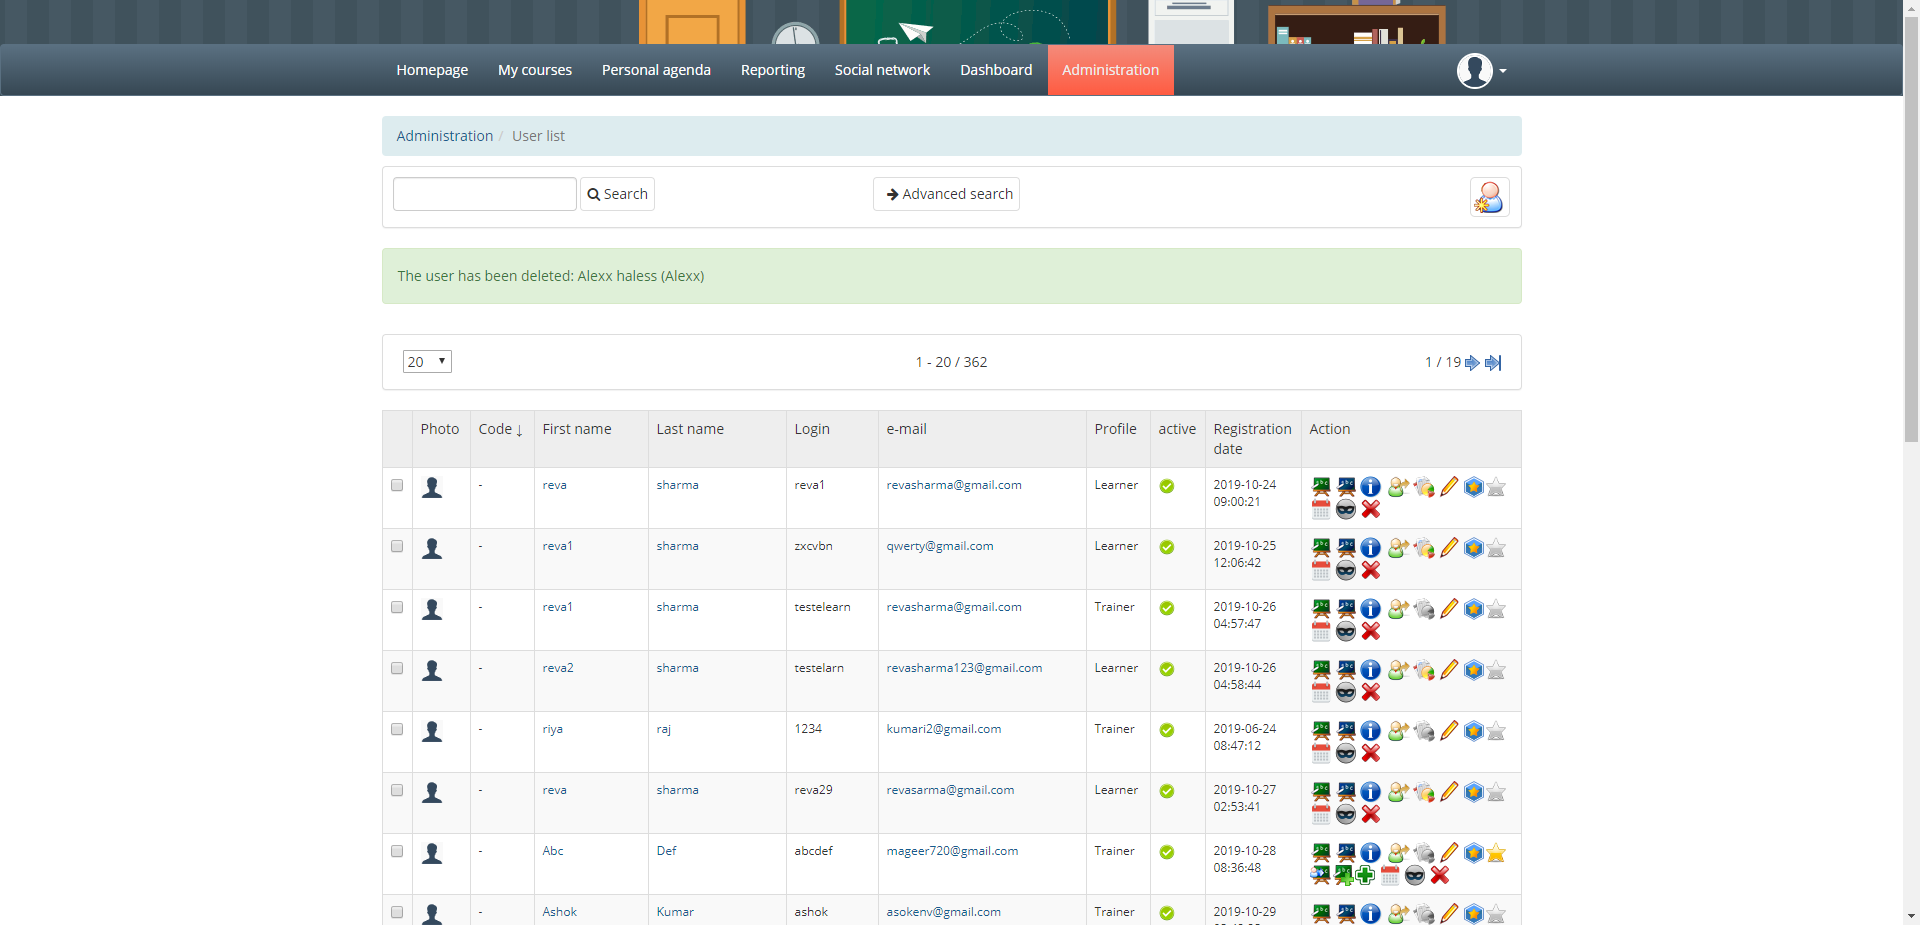 Homepage My courses Personal agenda Reporting Social network Dashboard Administration
Administration / User list
Search
Advanced search
The user has been deleted: Alexx haless (Alexx)
20 1 - 20 / 362 1 / 19
Photo Code ↓ First name Last name Login e-mail Profile active Registration date Action
- reva sharma reva1 revasharma@gmail.com Learner 2019-10-24
09:00:21
- reva1 sharma zxcvbn qwerty@gmail.com Learner 2019-10-25
12:06:42
- reva1 sharma testelearn revasharma@gmail.com Trainer 2019-10-26
04:57:47
- reva2 sharma testelarn revasharma123@gmail.com Learner 2019-10-26
04:58:44
- riya raj 1234 kumari2@gmail.com Trainer 2019-06-24
08:47:12
- reva sharma reva29 revasarma@gmail.com Learner 2019-10-27
02:53:41
- Abc Def abcdef mageer720@gmail.com Trainer 2019-10-28
08:36:48
- Ashok Kumar ashok asokenv@gmail.com Trainer 2019-10-29